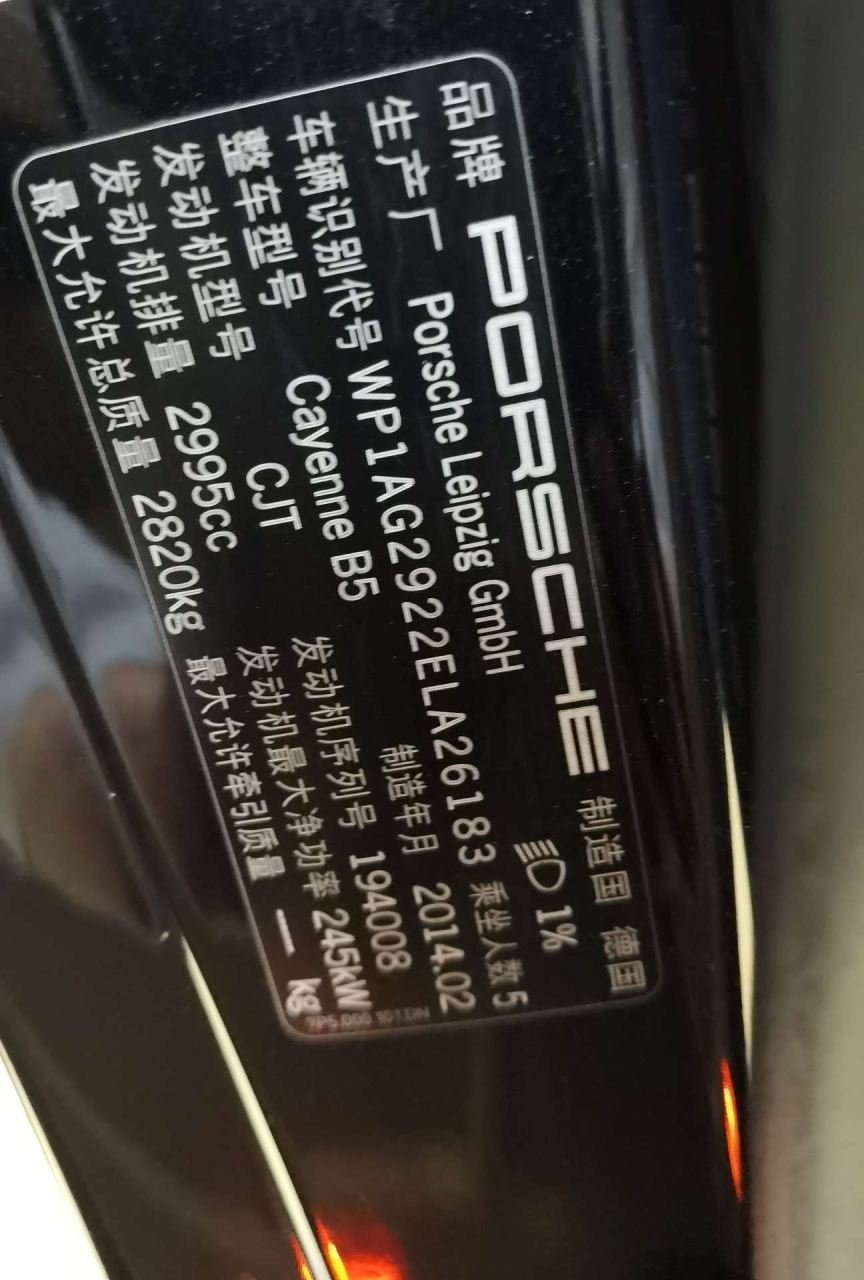 品牌 PORSCHE 制造国 德国
生产厂 Porsche Leipzig GmbH 1%
车辆识别代号 WP1AG2922ELA26183 乘坐人数 5
整车型号 Cayenne B5 制造年月 2014.02
发动机型号 CJT 发动机序列号 194008
发动机排量 2995cc 发动机最大净功率 245kW
最大允许总质量 2820kg 最大允许牵引质量 — kg
7P5.000 101.DN